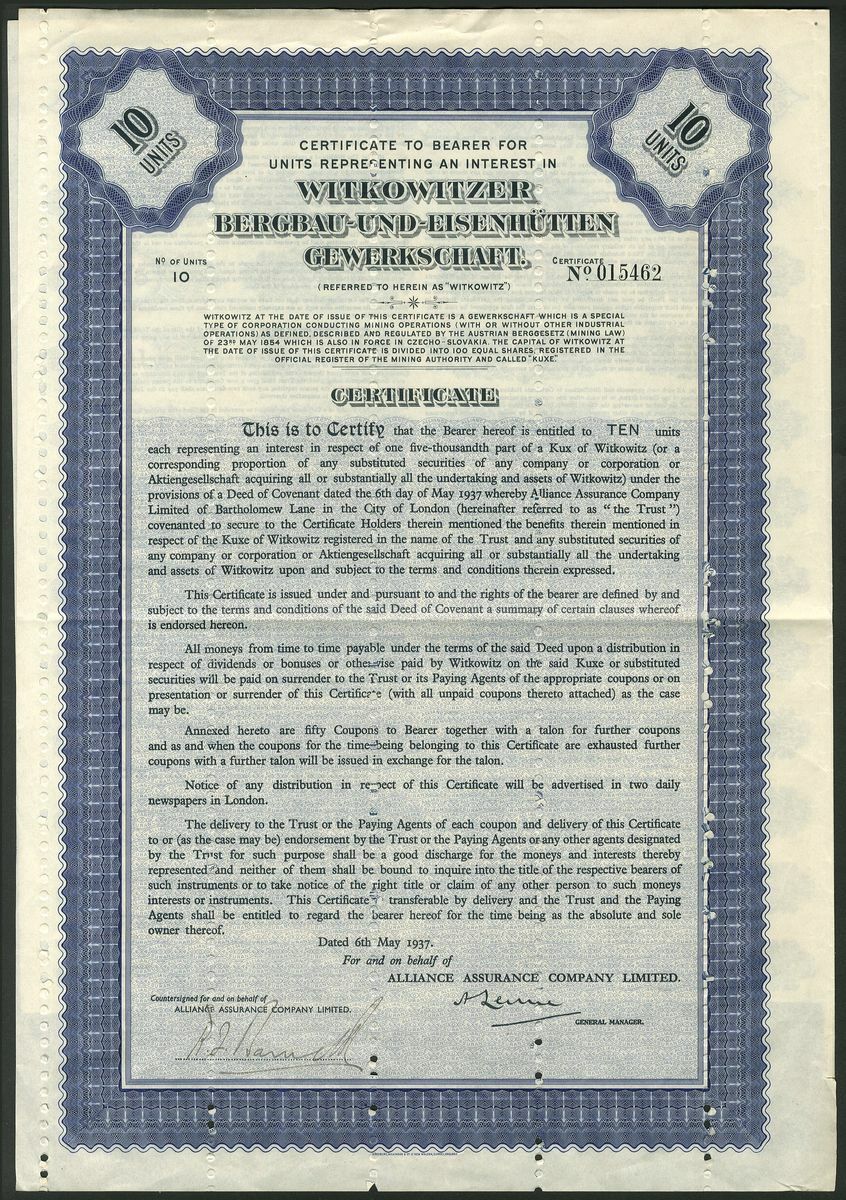 10
UNITS
10
UNITS
CERTIFICATE TO BEARER FOR
UNITS REPRESENTING AN INTEREST IN
WITKOWITZER
BERGBAU-UND-EISENHÜTTEN
GEWERKSCHAFT.
Nº OF UNITS
10
CERTIFICATE
Nº 015462
(REFERRED TO HEREIN AS "WITKOWITZ")
WITKOWITZ AT THE DATE OF ISSUE OF THIS CERTIFICATE IS A GEWERKSCHAFT WHICH IS A SPECIAL
TYPE OF CORPORATION CONDUCTING MINING OPERATIONS (WITH OR WITHOUT OTHER INDUSTRIAL
OPERATIONS) AS DEFINED, DESCRIBED AND REGULATED BY THE AUSTRIAN BERGGESETZ (MINING LAW)
OF 23RD MAY 1854 WHICH IS ALSO IN FORCE IN CZECHO-SLOVAKIA. THE CAPITAL OF WITKOWITZ AT
THE DATE OF ISSUE OF THIS CERTIFICATE IS DIVIDED INTO 100 EQUAL SHARES, REGISTERED IN THE
OFFICIAL REGISTER OF THE MINING AUTHORITY AND CALLED "KUXE."
CERTIFICATE
This is to Certify that the Bearer hereof is entitled to TEN units
each representing an interest in respect of one five-thousandth part of a Kux of Witkowitz (or a
corresponding proportion of any substituted securities of any company or corporation or
Aktiengesellschaft acquiring all or substantially all the undertaking and assets of Witkowitz) under the
provisions of a Deed of Covenant dated the 6th day of May 1937 whereby Alliance Assurance Company
Limited of Bartholomew Lane in the City of London (hereinafter referred to as "the Trust")
covenanted to secure to the Certificate Holders therein mentioned the benefits therein mentioned in
respect of the Kuxe of Witkowitz registered in the name of the Trust and any substituted securities of
any company or corporation or Aktiengesellschaft acquiring all or substantially all the undertaking
and assets of Witkowitz upon and subject to the terms and conditions therein expressed.
This Certificate is issued under and pursuant to and the rights of the bearer are defined by and
subject to the terms and conditions of the said Deed of Covenant a summary of certain clauses whereof
is endorsed hereon.
All moneys from time to time payable under the terms of the said Deed upon a distribution in
respect of dividends or bonuses or otherwise paid by Witkowitz on the said Kuxe or substituted
securities will be paid on surrender to the Trust or its Paying Agents of the appropriate coupons or on
presentation or surrender of this Certificate (with all unpaid coupons thereto attached) as the case
may be.
Annexed hereto are fifty Coupons to Bearer together with a talon for further coupons
and as and when the coupons for the time being belonging to this Certificate are exhausted further
coupons with a further talon will be issued in exchange for the talon.
Notice of any distribution in respect of this Certificate will be advertised in two daily
newspapers in London.
The delivery to the Trust or the Paying Agents of each coupon and delivery of this Certificate
to or (as the case may be) endorsement by the Trust or the Paying Agents or any other agents designated
by the Trust for such purpose shall be a good discharge for the moneys and interests thereby
represented and neither of them shall be bound to inquire into the title of the respective bearers of
such instruments or to take notice of the right title or claim of any other person to such moneys
interests or instruments. This Certificate transferable by delivery and the Trust and the Paying
Agents shall be entitled to regard the bearer hereof for the time being as the absolute and sole
owner thereof.
Dated 6th May 1937.
For and on behalf of
ALLIANCE ASSURANCE COMPANY LIMITED.
Countersigned for and on behalf of
ALLIANCE ASSURANCE COMPANY LIMITED.
GENERAL MANAGER.